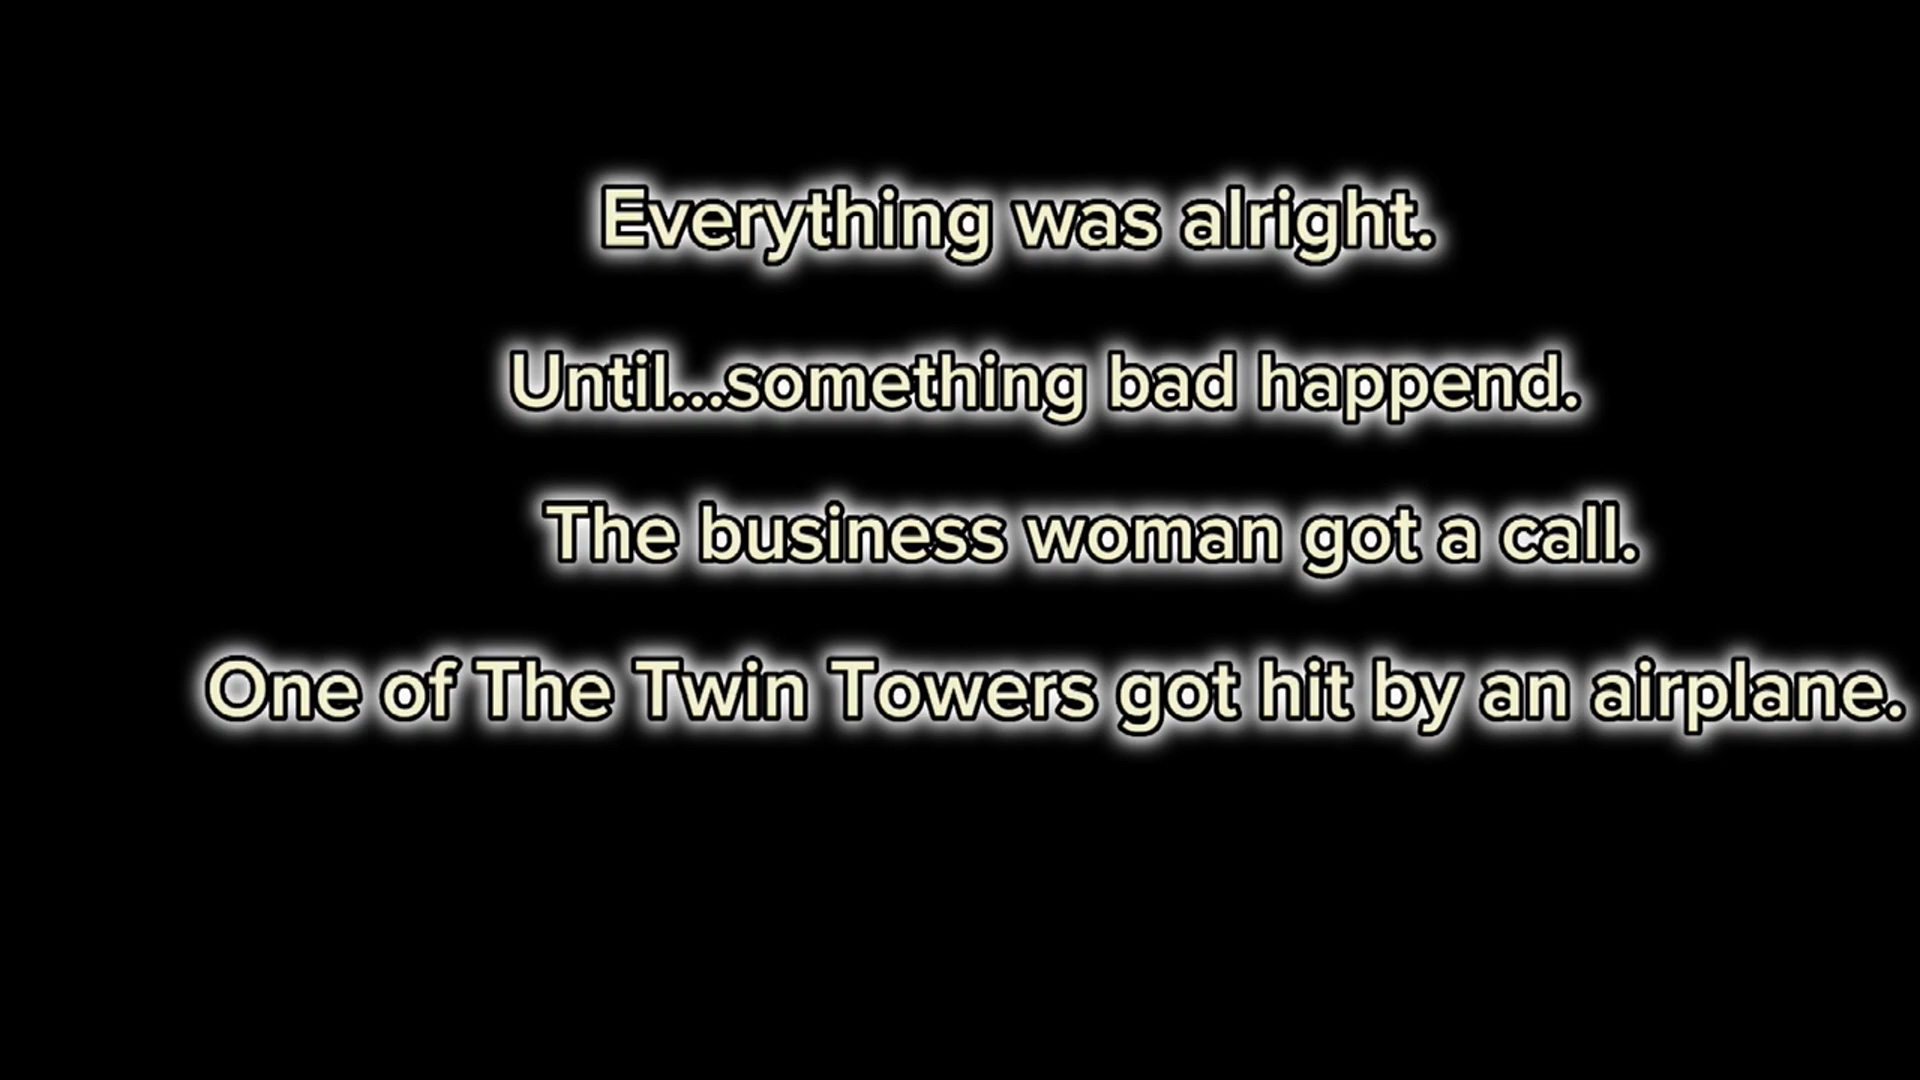 Everything was alright.
Until...something bad happend.
The business woman got a call.
One of The Twin Towers got hit by an airplane.